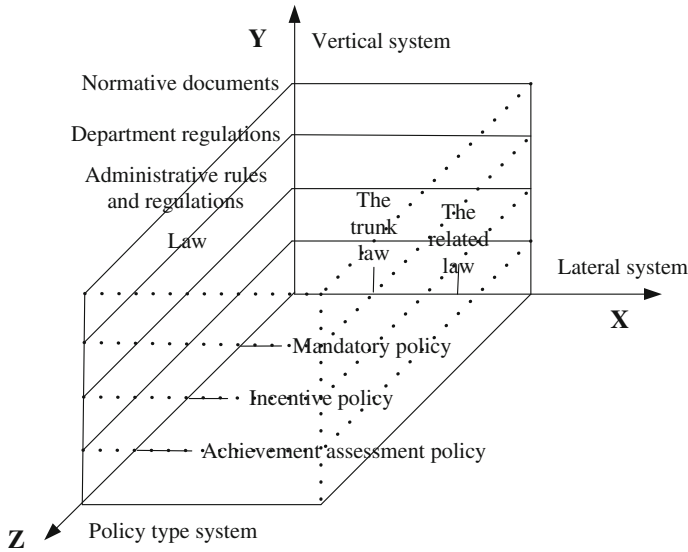 Y
Vertical system
Normative documents
Department regulations
Administrative rules
and regulations
Law
The
trunk
law
The
related
law
Lateral system
X
Mandatory policy
Incentive policy
Achievement assessment policy
Z
Policy type system